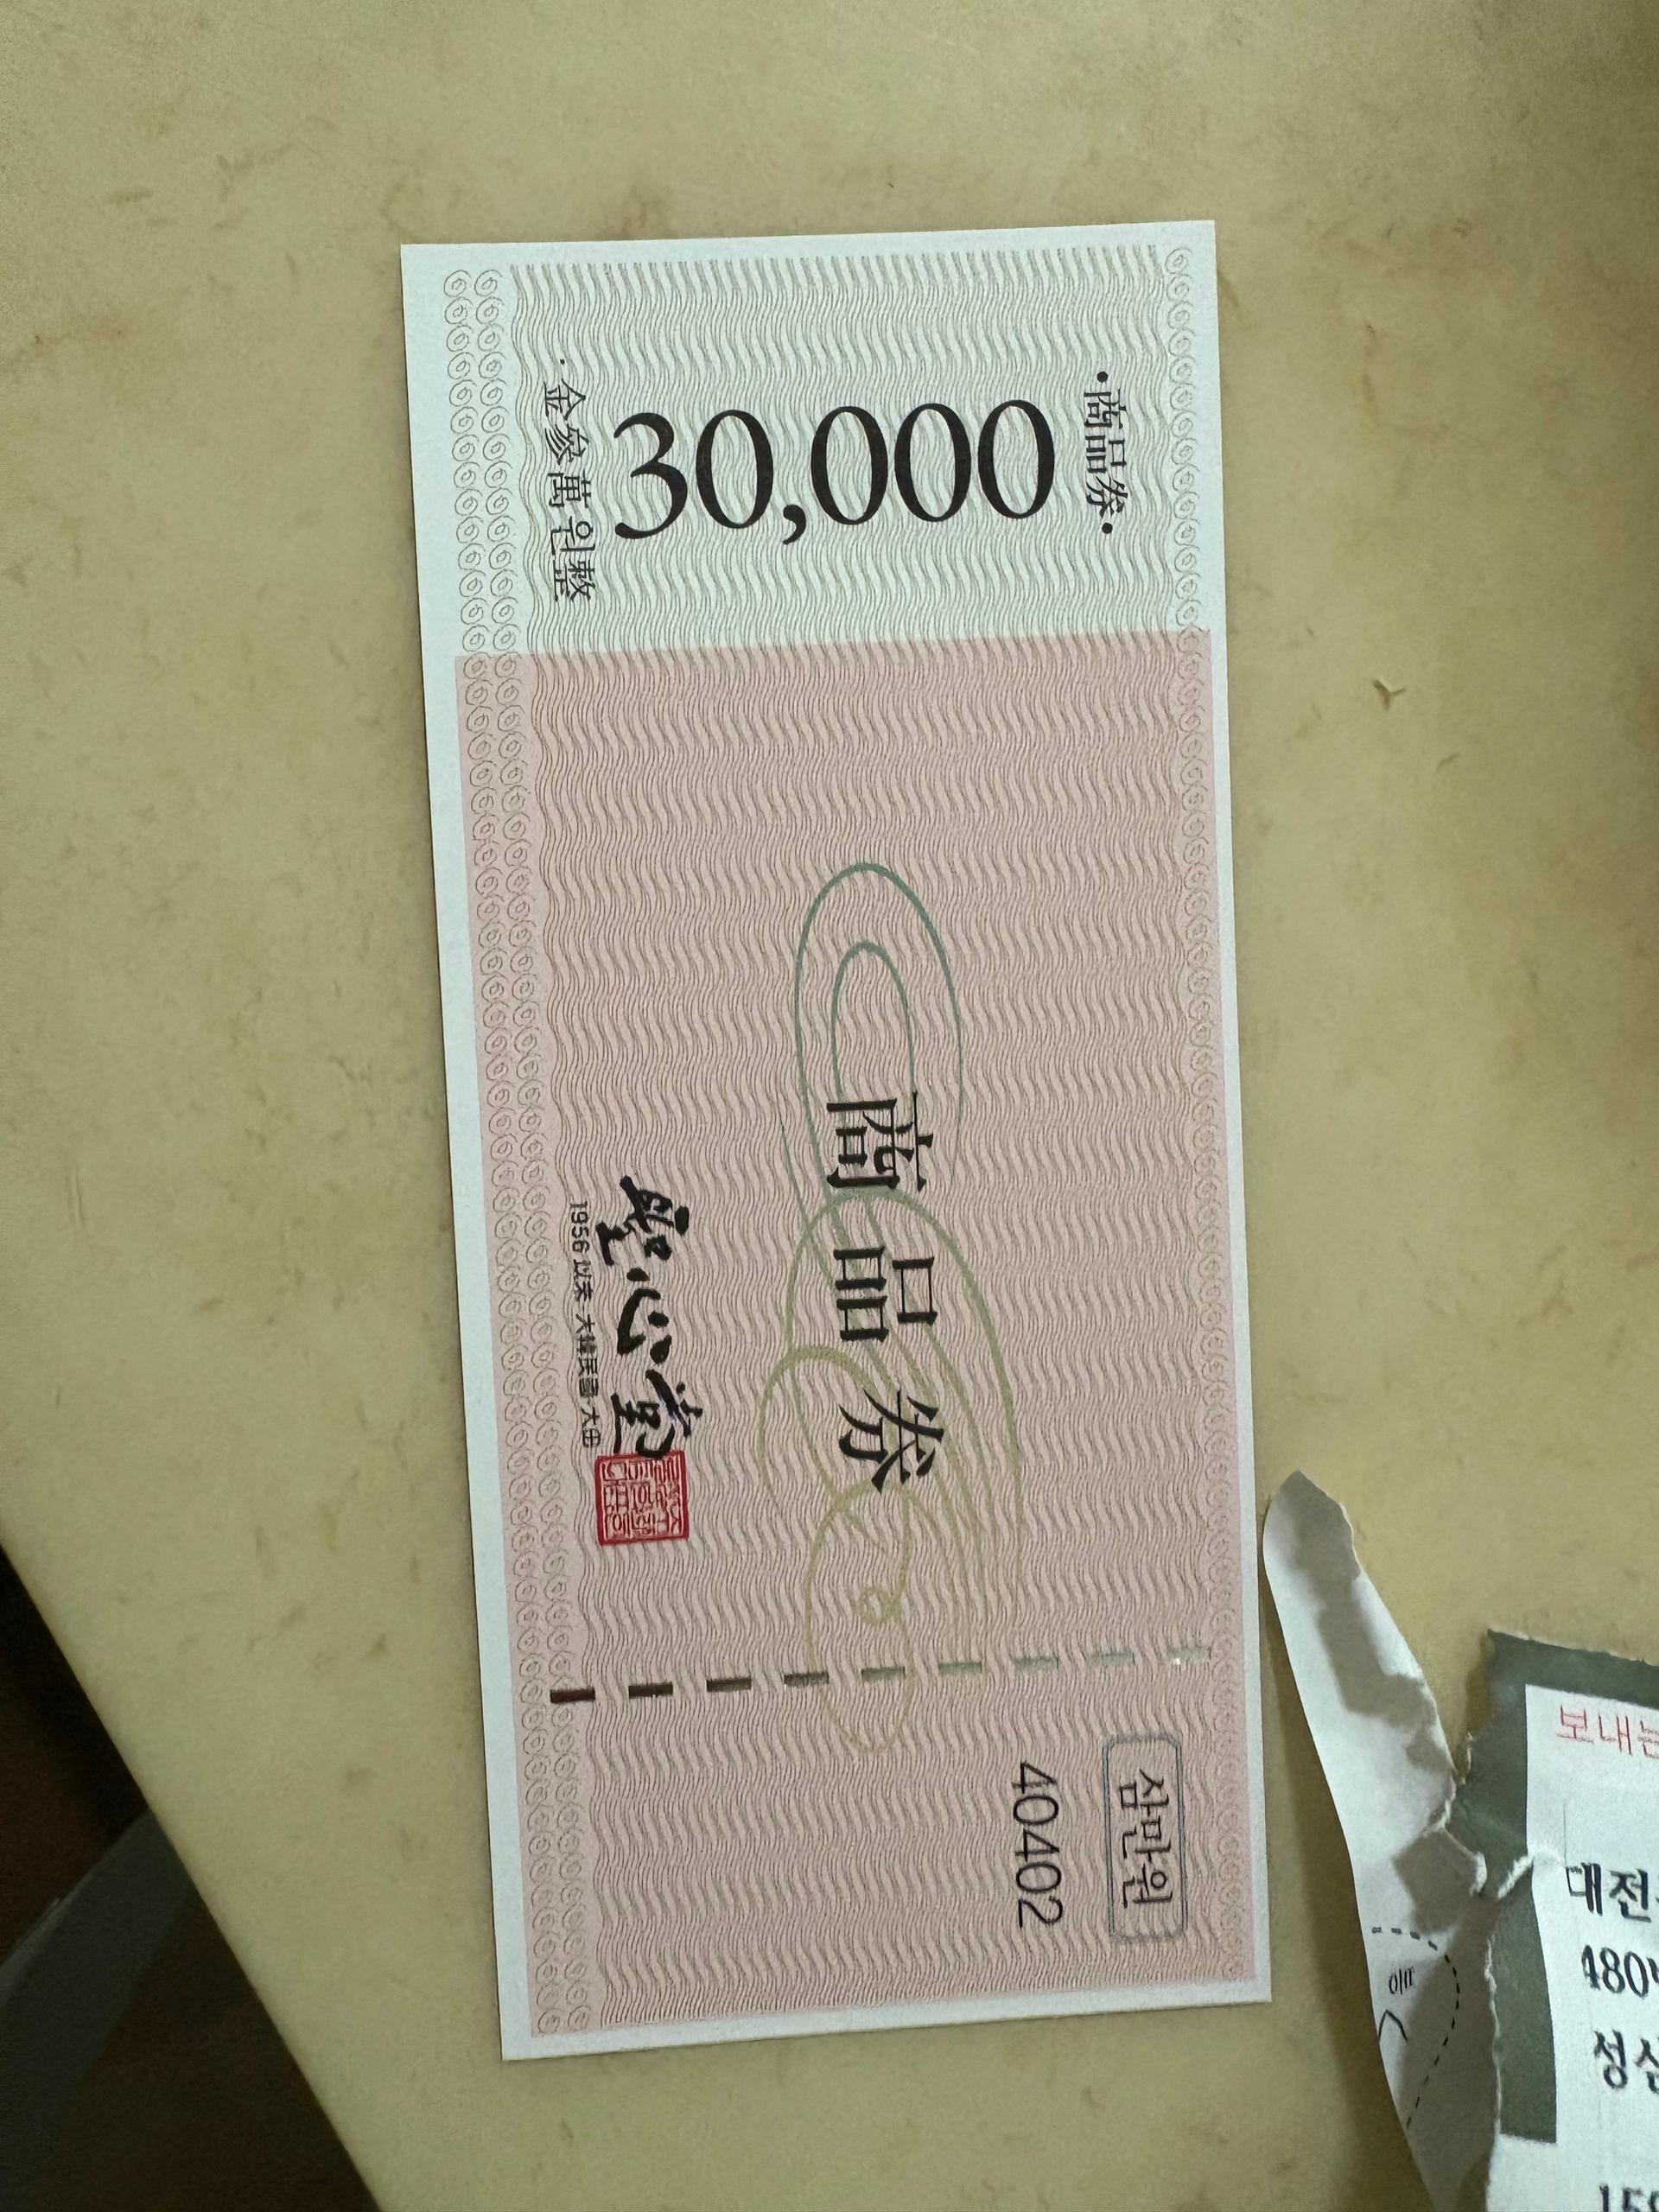 ·商品券·
30,000
·金參萬원整
商品券
聖心堂
1956 以来 大韓民國 大田
삼만원
40402
보내는
대전
480
성심